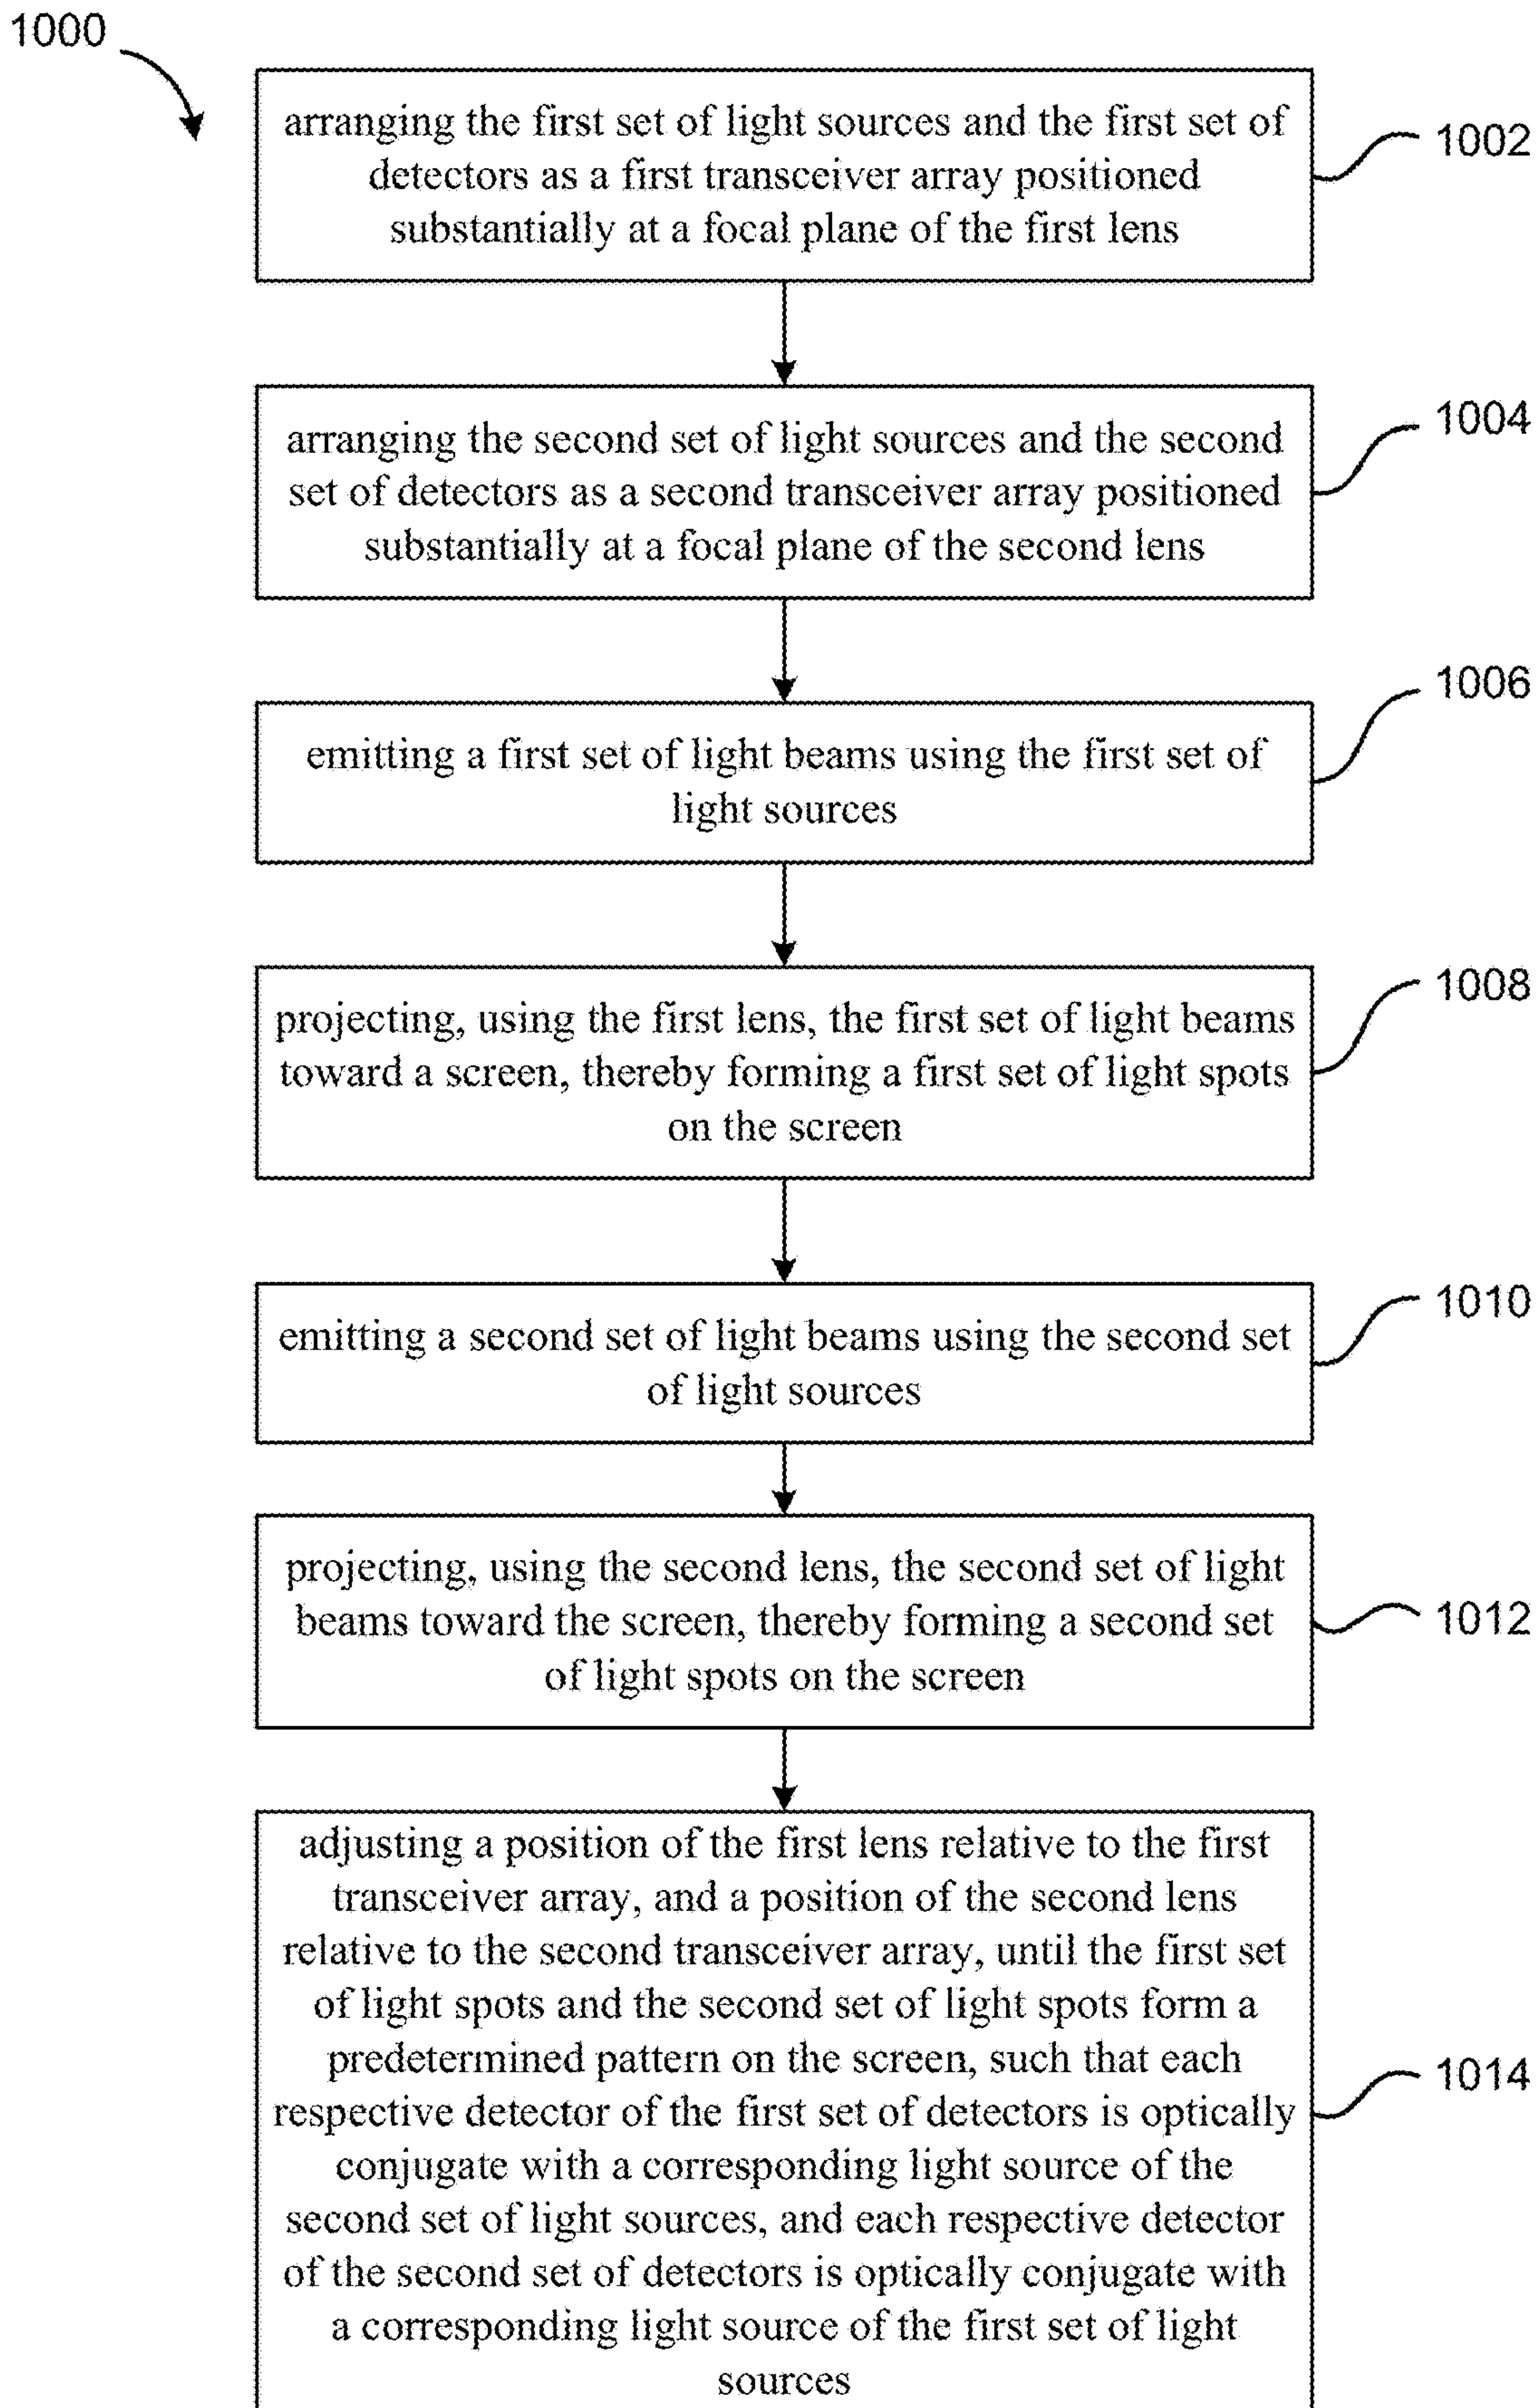 1000
arranging the first set of light sources and the first set of
detectors as a first transceiver array positioned
substantially at a focal plane of the first lens
1002
arranging the second set of light sources and the second
set of detectors as a second transceiver array positioned
substantially at a focal plane of the second lens
1004
emitting a first set of light beams using the first set of
light sources
1006
projecting, using the first lens, the first set of light beams
toward a screen, thereby forming a first set of light spots
on the screen
1008
emitting a second set of light beams using the second set
of light sources
1010
projecting, using the second lens, the second set of light
beams toward the screen, thereby forming a second set
of light spots on the screen
1012
adjusting a position of the first lens relative to the first
transceiver array, and a position of the second lens
relative to the second transceiver array, until the first set
of light spots and the second set of light spots form a
predetermined pattern on the screen, such that each
respective detector of the first set of detectors is optically
conjugate with a corresponding light source of the
second set of light sources, and each respective detector
of the second set of detectors is optically conjugate with
a corresponding light source of the first set of light
sources
1014